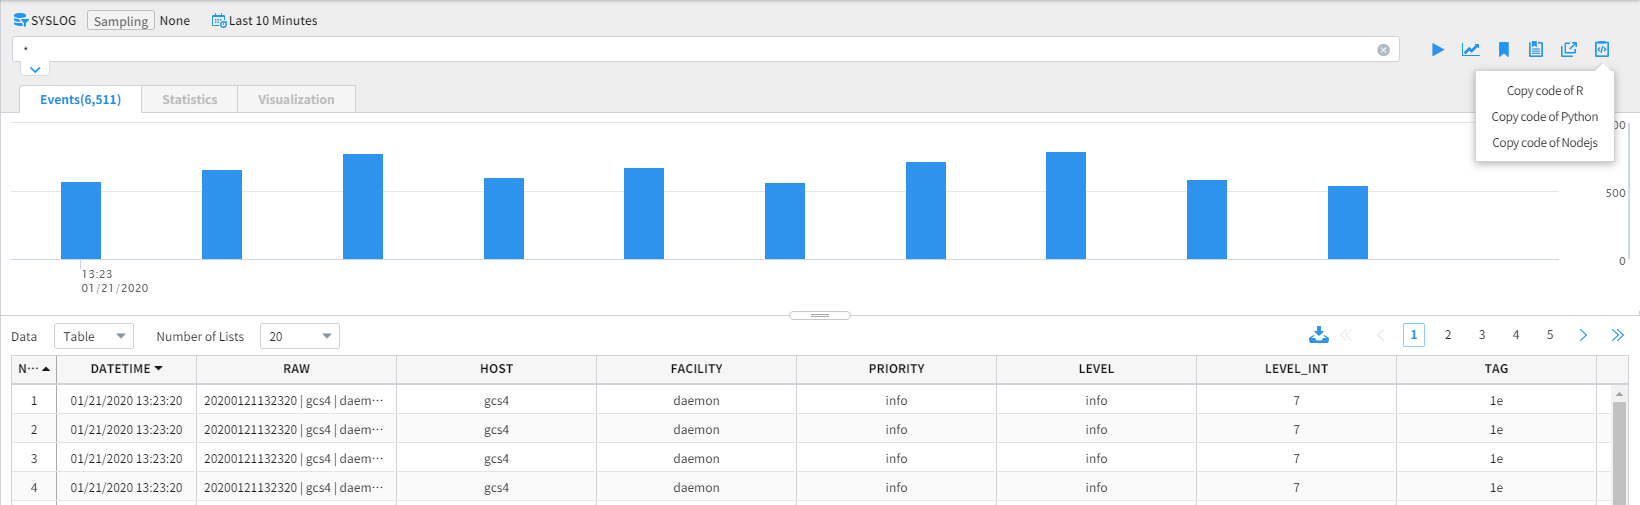 SYSLOG Sampling None Last 10 Minutes
*
Events(6,511) Statistics Visualization
Copy code of R
Copy code of Python
Copy code of Nodejs
500
0
13:23
01/21/2020
Data Table Number of Lists 20 1 2 3 4 5
N··· DATETIME RAW HOST FACILITY PRIORITY LEVEL LEVEL_INT TAG
1 01/21/2020 13:23:20 20200121132320 | gcs4 | daem··· gcs4 daemon info info 7 1e
2 01/21/2020 13:23:20 20200121132320 | gcs4 | daem··· gcs4 daemon info info 7 1e
3 01/21/2020 13:23:20 20200121132320 | gcs4 | daem··· gcs4 daemon info info 7 1e
4 01/21/2020 13:23:20 20200121132320 | gcs4 | daem··· gcs4 daemon info info 7 1e